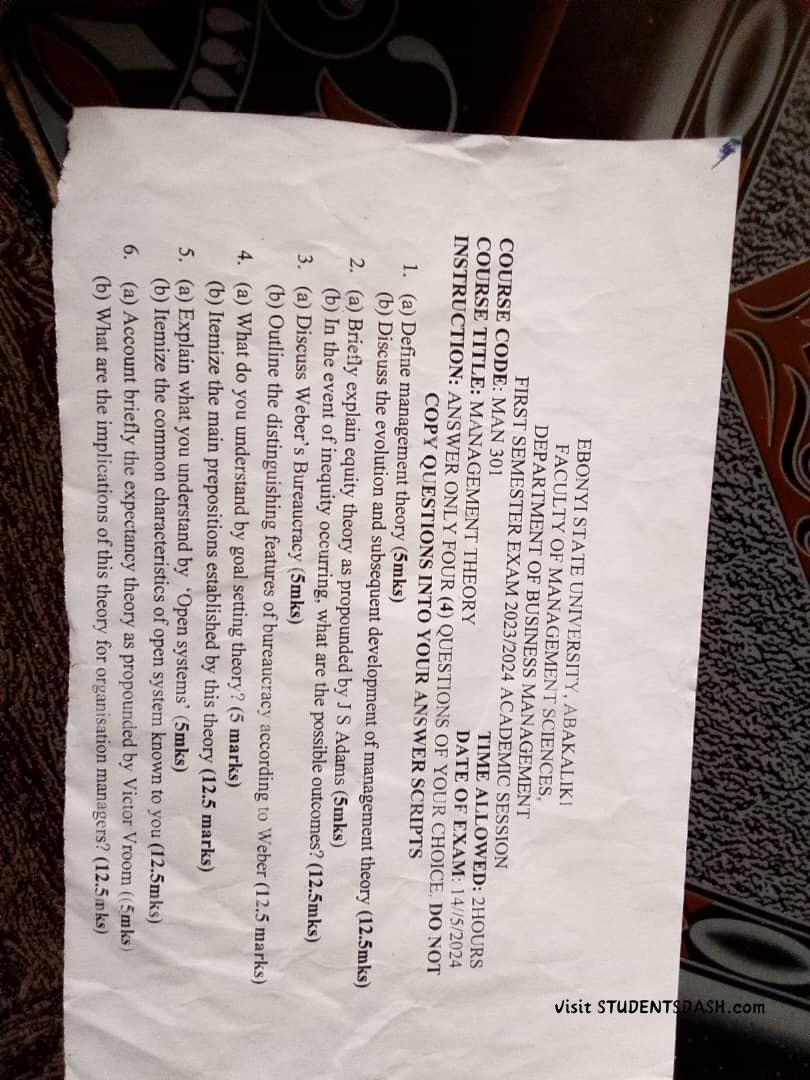 EBONYI STATE UNIVERSITY, ABAKALIKI
FACULTY OF MANAGEMENT SCIENCES,
DEPARTMENT OF BUSINESS MANAGEMENT
FIRST SEMESTER EXAM 2023/2024 ACADEMIC SESSION
COURSE CODE: MAN 301 TIME ALLOWED: 2HOURS
COURSE TITLE: MANAGEMENT THEORY DATE OF EXAM: 14//5/2024
INSTRUCTION: ANSWER ONLY FOUR (4) QUESTIONS OF YOUR CHOICE. DO NOT
COPY QUESTIONS INTO YOUR ANSWER SCRIPTS
1. (a) Define management theory (5mks)
(b) Discuss the evolution and subsequent development of management theory (12.5mks)
2. (a) Briefly explain equity theory as propounded by J S Adams (5mks)
(b) In the event of inequity occurring, what are the possible outcomes? (12.5mks)
3. (a) Discuss Weber's Bureaucracy (5mks)
(b) Outline the distinguishing features of bureaucracy according to Weber (12.5 marks)
4. (a) What do you understand by goal setting theory? (5 marks)
(b) Itemize the main prepositions established by this theory (12.5 marks)
5. (a) Explain what you understand by 'Open systems' (5mks)
(b) Itemize the common characteristics of open system known to you (12.5mks)
6. (a) Account briefly the expectancy theory as propounded by Victor Vroom ((5mks)
(b) What are the implications of this theory for organisation managers? (12.5mks)
Visit STUDENTSDASH.com